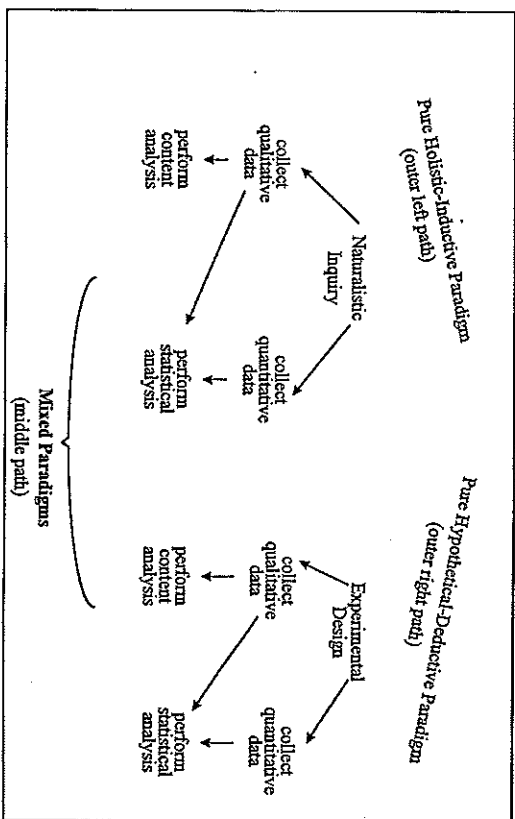 Pure Holistic-Inductive Paradigm
(outer left path)
Pure Hypothetical-Deductive Paradigm
(outer right path)
Naturalistic
Inquiry
Experimental
Design
collect
qualitative
data
collect
quantitative
data
collect
qualitative
data
collect
quantitative
data
perform
content
analysis
perform
statistical
analysis
perform
content
analysis
perform
statistical
analysis
Mixed Paradigms
(middle path)